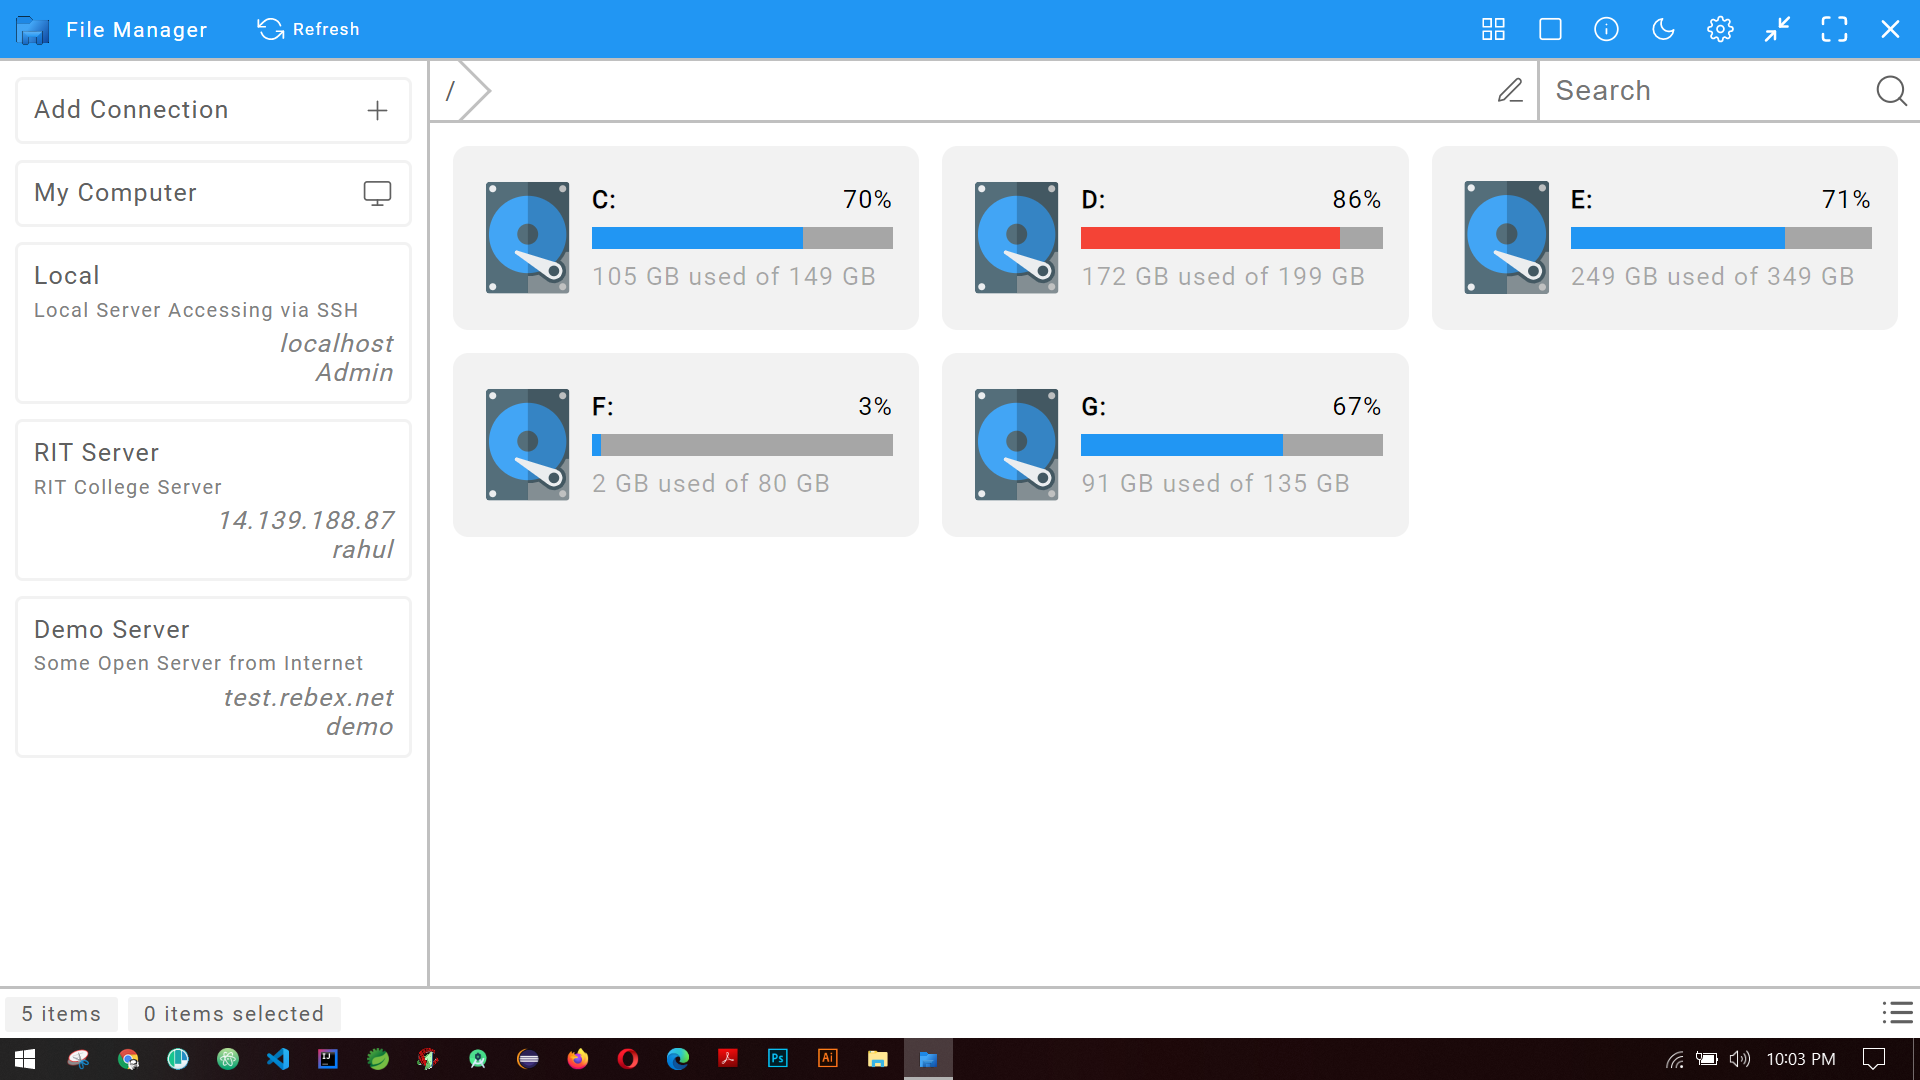 File Manager
Refresh
Add Connection
My Computer
Local
Local Server Accessing via SSH
localhost
Admin
RIT Server
RIT College Server
14.139.188.87
rahul
Demo Server
Some Open Server from Internet
test.rebex.net
demo
/
Search
C: 70%
105 GB used of 149 GB
D: 86%
172 GB used of 199 GB
E: 71%
249 GB used of 349 GB
F: 3%
2 GB used of 80 GB
G: 67%
91 GB used of 135 GB
5 items
0 items selected
IJ
Ps
Ai
10:03 PM